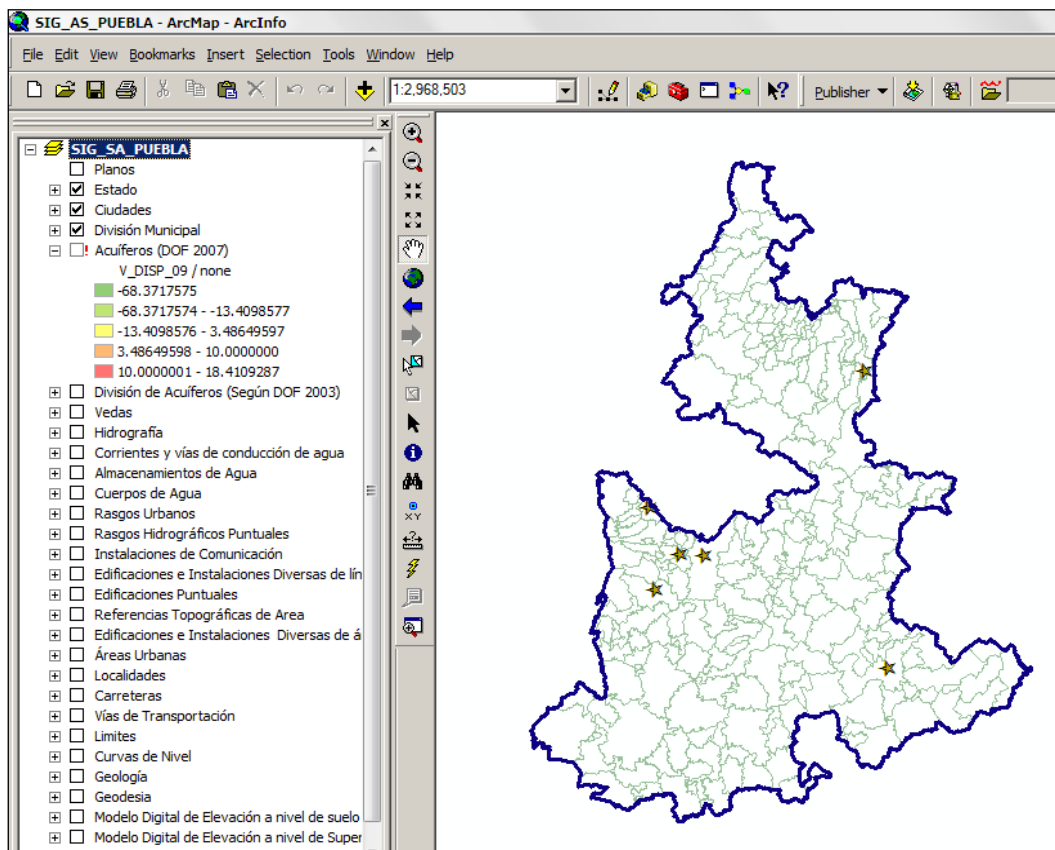 SIG_AS_PUEBLA - ArcMap - ArcInfo
File Edit View Bookmarks Insert Selection Tools Window Help
1:2,968,503
Publisher
SIG_SA_PUEBLA
Planos
Estado
Ciudades
División Municipal
! Acuíferos (DOF 2007)
V_DISP_09 / none
-68.3717575
-68.3717574 - -13.4098577
-13.4098576 - 3.48649597
3.48649598 - 10.0000000
10.0000001 - 18.4109287
División de Acuíferos (Según DOF 2003)
Vedas
Hidrografía
Corrientes y vías de conducción de agua
Almacenamientos de Agua
Cuerpos de Agua
Rasgos Urbanos
Rasgos Hidrográficos Puntuales
Instalaciones de Comunicación
Edificaciones e Instalaciones Diversas de lín
Edificaciones Puntuales
Referencias Topográficas de Area
Edificaciones e Instalaciones Diversas de á
Áreas Urbanas
Localidades
Carreteras
Vías de Transportación
Limites
Curvas de Nivel
Geología
Geodesia
Modelo Digital de Elevación a nivel de suelo
Modelo Digital de Elevación a nivel de Super
XY